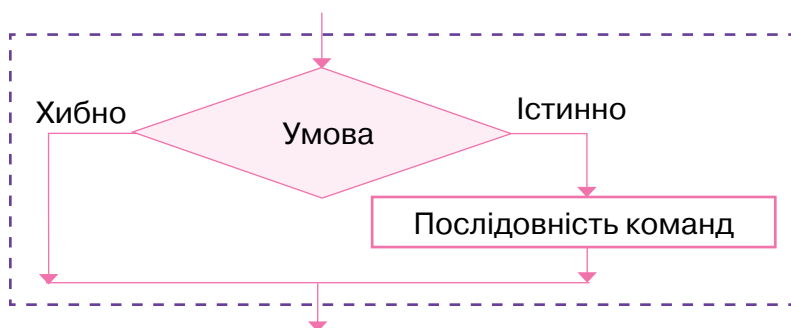 Хибно
Істинно
Умова
Послідовність команд